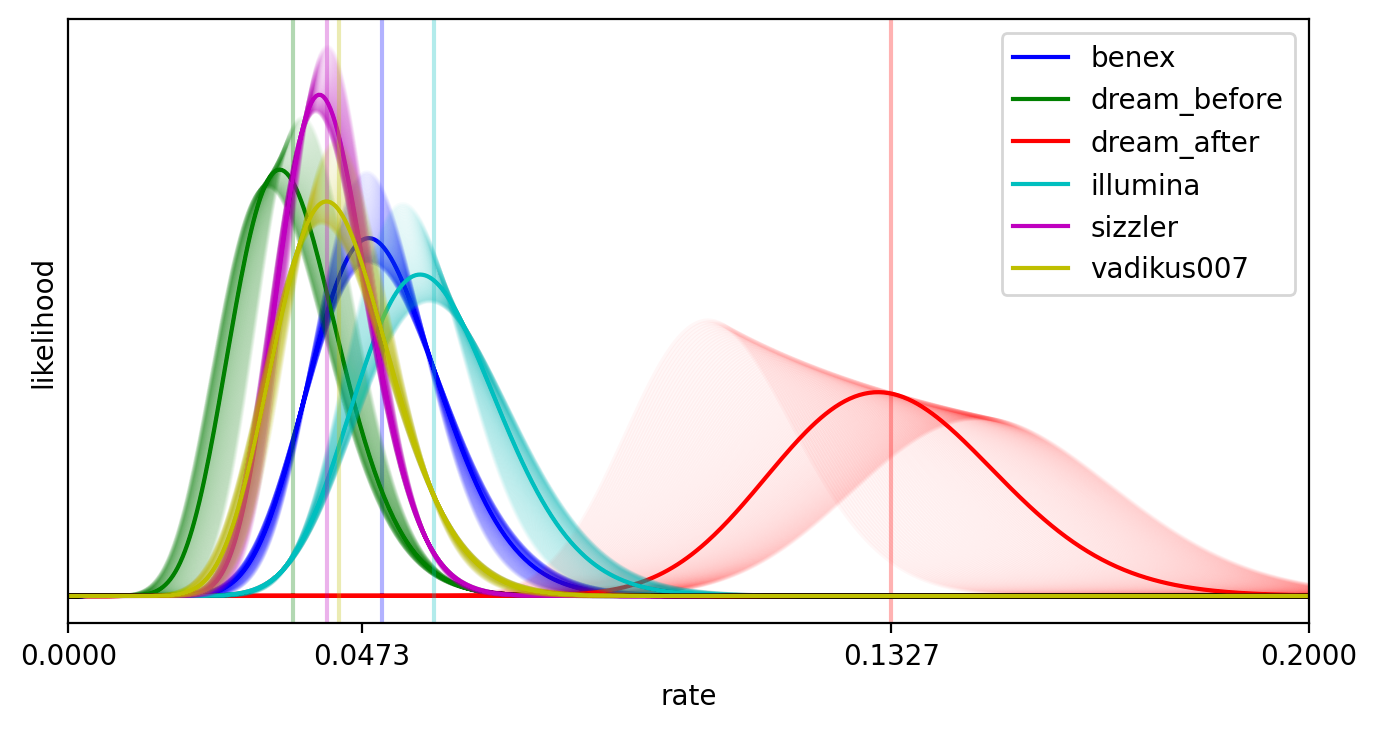 benex
dream_before
dream_after
illumina
sizzler
vadikus007
likelihood
0.0000
0.0473
0.1327
0.2000
rate